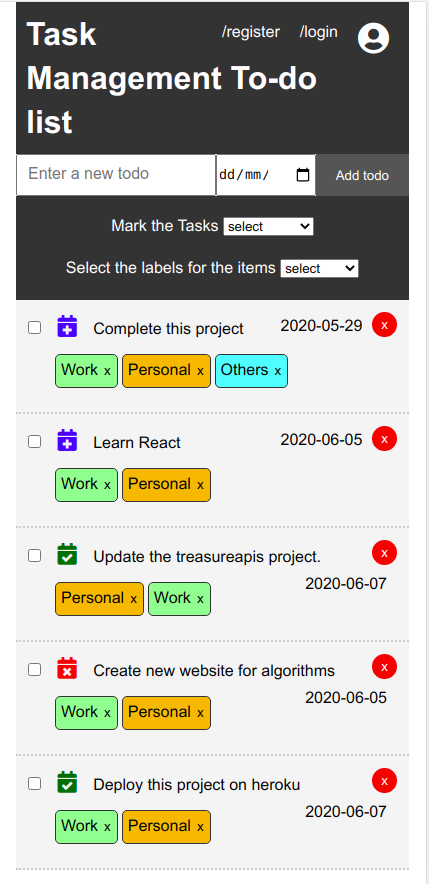 Task /register /login
Management To-do
list
Enter a new todo dd/mm/ Add todo
Mark the Tasks select
Select the labels for the items select
Complete this project 2020-05-29 x
Work x Personal x Others x
Learn React 2020-06-05 x
Work x Personal x
Update the treasureapis project. x
2020-06-07
Personal x Work x
Create new website for algorithms x
2020-06-05
Work x Personal x
Deploy this project on heroku x
2020-06-07
Work x Personal x